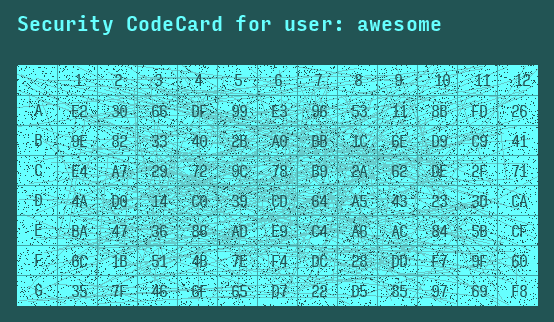 Security CodeCard for user: awesome
1 2 3 4 5 6 7 8 9 10 11 12
A E2 30 66 DF 99 E3 96 53 11 8B FD 26
B 9E 82 33 40 2B A0 BB 1C 6E D9 C9 41
C E4 A7 29 72 9C 78 B9 2A 62 DE 2F 71
D 4A D0 14 C0 39 CD 64 A5 43 23 3D CA
E BA 47 36 AD E9 C4 AC 84 5B CF
F 1B 51 4B 7E F4 DC 28 DD F7 9F 60
G 35 7F 46 6F 65 D7 22 D5 85 97 69 F8